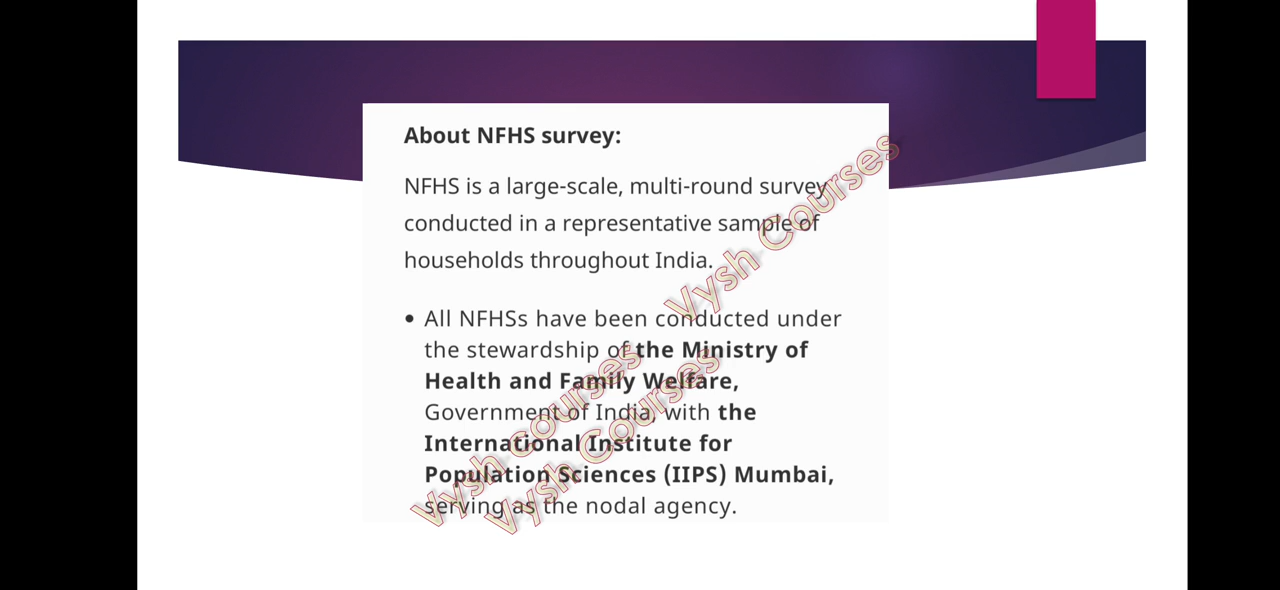 About NFHS survey:
NFHS is a large-scale, multi-round survey
conducted in a representative sample of
households throughout India.
• All NFHSs have been conducted under
the stewardship of the Ministry of
Health and Family Welfare,
Government of India, with the
International Institute for
Population Sciences (IIPS) Mumbai,
serving as the nodal agency.
Vysh Courses
Vysh courses
Vysh Courses